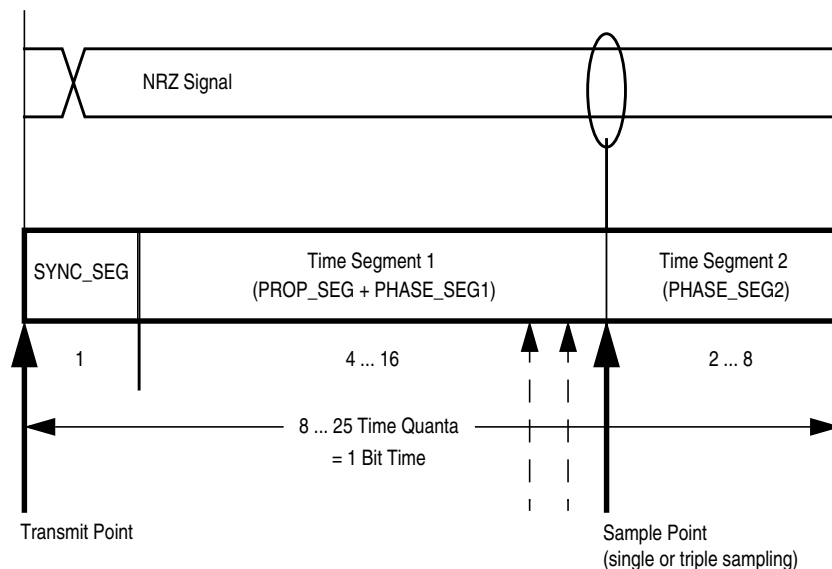 NRZ Signal
SYNC_SEG
Time Segment 1
(PROP_SEG + PHASE_SEG1)
Time Segment 2
(PHASE_SEG2)
1
4 ... 16
2 ... 8
8 ... 25 Time Quanta
= 1 Bit Time
Transmit Point
Sample Point
(single or triple sampling)